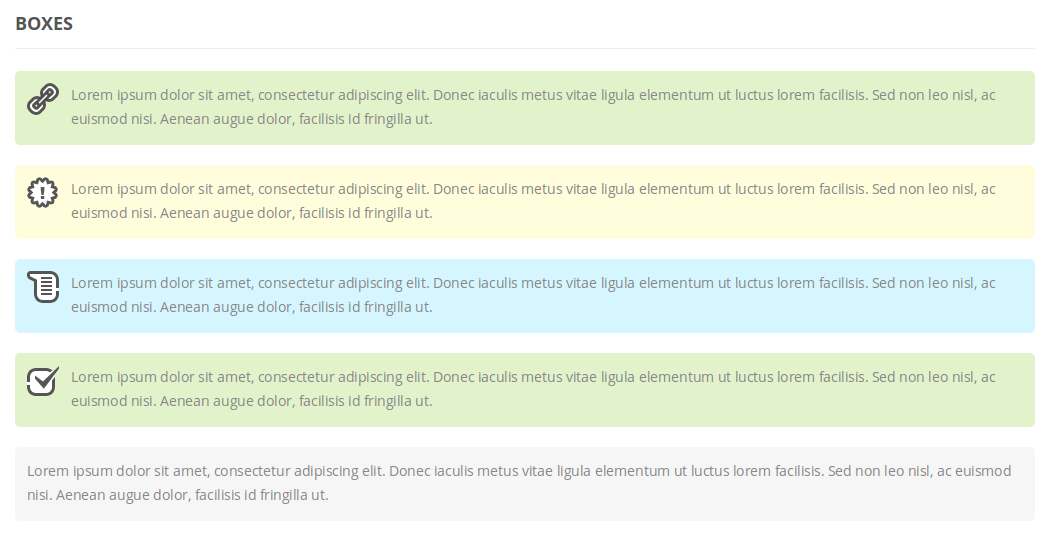 BOXES
Lorem ipsum dolor sit amet, consectetur adipiscing elit. Donec iaculis metus vitae ligula elementum ut luctus lorem facilisis. Sed non leo nisl, ac
euismod nisi. Aenean augue dolor, facilisis id fringilla ut.
Lorem ipsum dolor sit amet, consectetur adipiscing elit. Donec iaculis metus vitae ligula elementum ut luctus lorem facilisis. Sed non leo nisl, ac
euismod nisi. Aenean augue dolor, facilisis id fringilla ut.
Lorem ipsum dolor sit amet, consectetur adipiscing elit. Donec iaculis metus vitae ligula elementum ut luctus lorem facilisis. Sed non leo nisl, ac
euismod nisi. Aenean augue dolor, facilisis id fringilla ut.
Lorem ipsum dolor sit amet, consectetur adipiscing elit. Donec iaculis metus vitae ligula elementum ut luctus lorem facilisis. Sed non leo nisl, ac
euismod nisi. Aenean augue dolor, facilisis id fringilla ut.
Lorem ipsum dolor sit amet, consectetur adipiscing elit. Donec iaculis metus vitae ligula elementum ut luctus lorem facilisis. Sed non leo nisl, ac euismod
nisi. Aenean augue dolor, facilisis id fringilla ut.